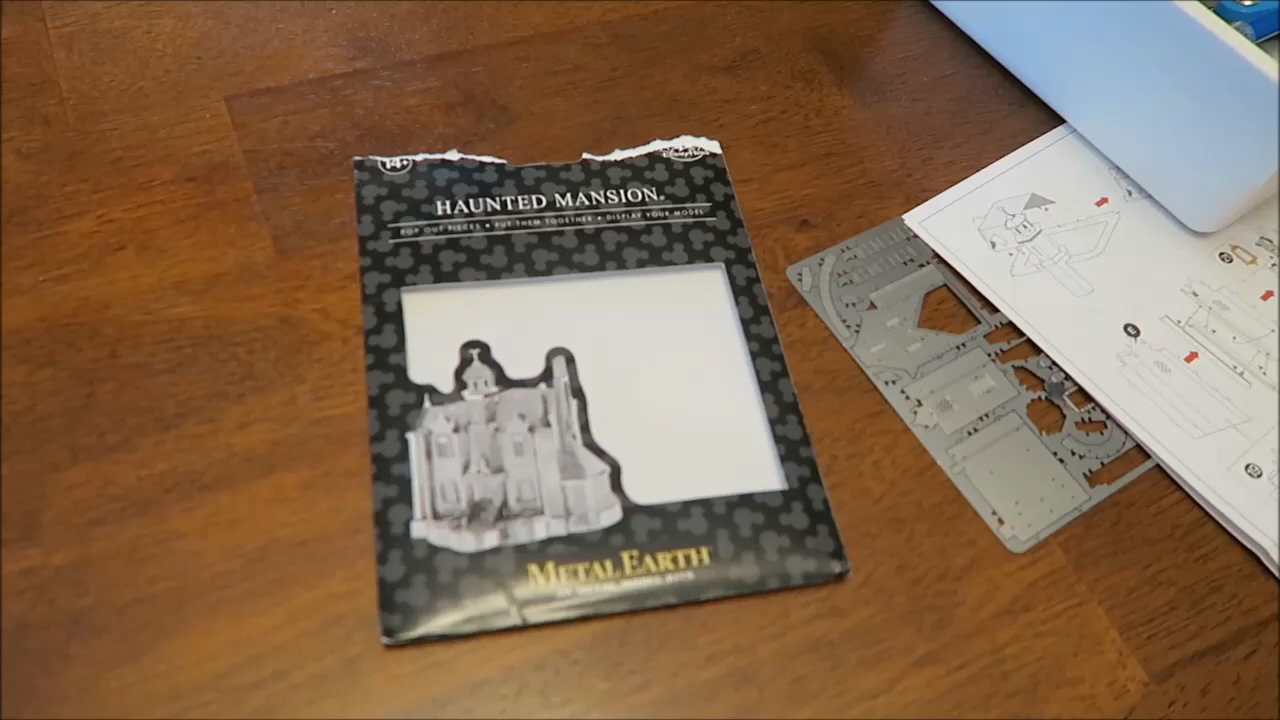 14+
HAUNTED MANSION
POP OUT PIECES • PUT THEM TOGETHER • DISPLAY YOUR MODEL
METAL EARTH